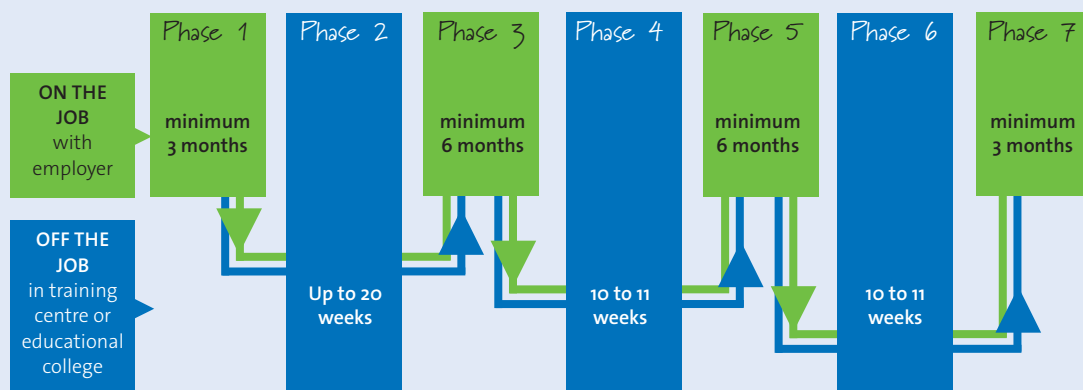 Phase 1
Phase 2
Phase 3
Phase 4
Phase 5
Phase 6
Phase 7
ON THE
JOB
with
employer
minimum
3 months
minimum
6 months
minimum
6 months
minimum
3 months
OFF THE
JOB
in training
centre or
educational
college
Up to 20
weeks
10 to 11
weeks
10 to 11
weeks